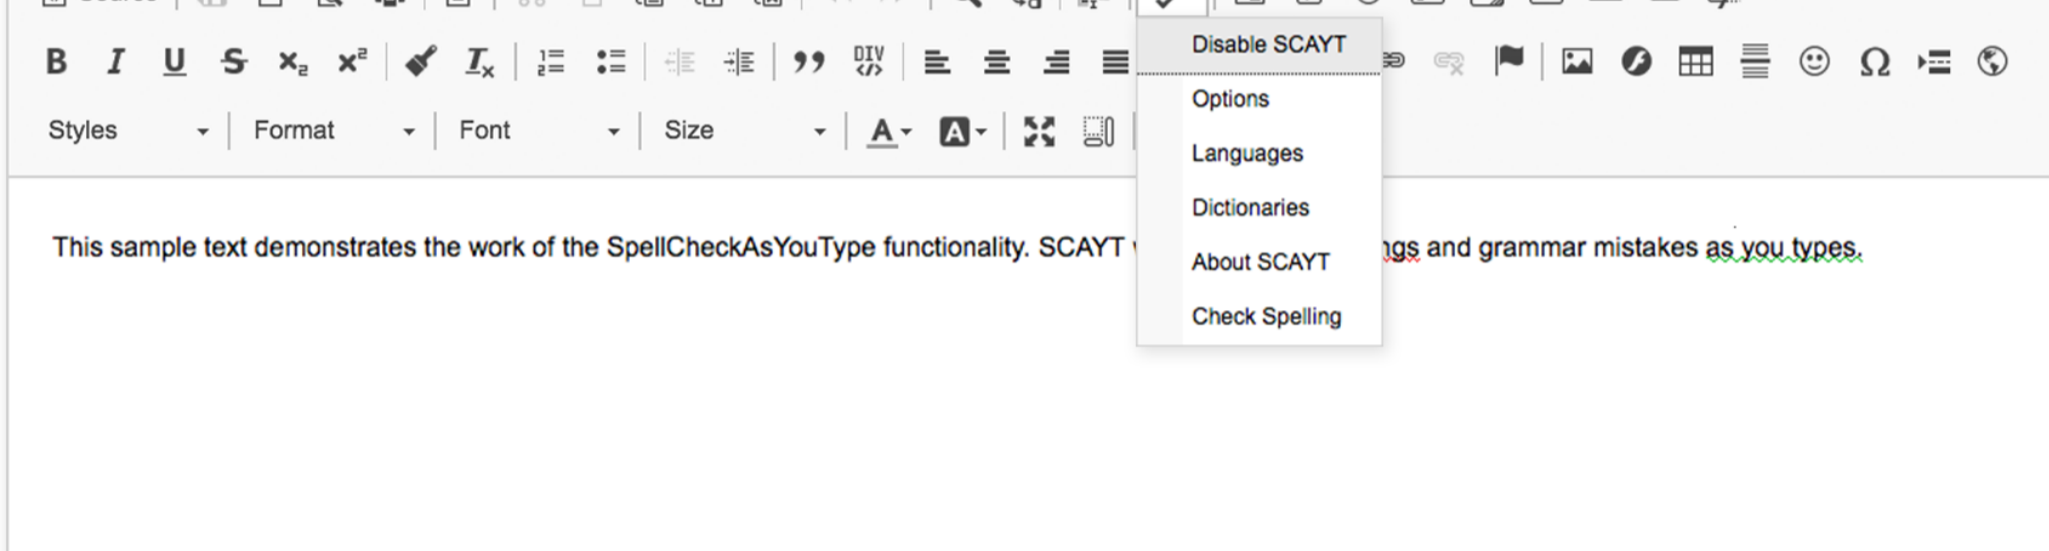 Disable SCAYT
DIV
Options
Styles Format Font Size
Languages
Dictionaries
This sample text demonstrates the work of the SpellCheckAsYouType functionality. SCAYT and grammar mistakes as you types.
About SCAYT
Check Spelling